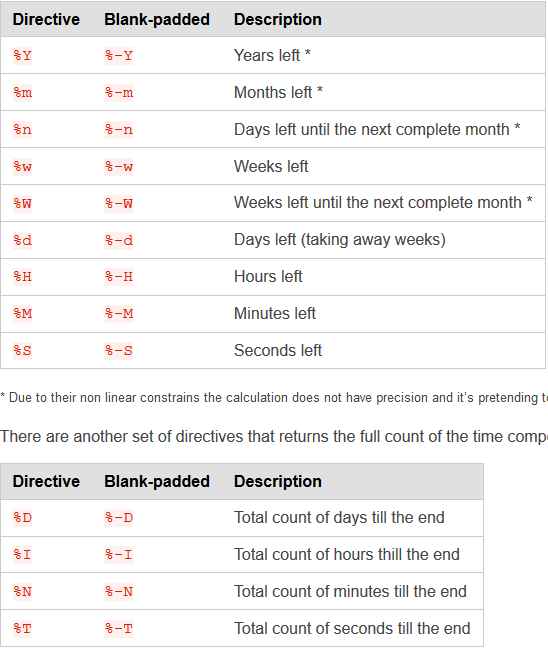 Directive Blank-padded Description
%Y %-Y Years left *
%m %-m Months left *
%n %-n Days left until the next complete month *
%w %-w Weeks left
%W %-W Weeks left until the next complete month *
%d %-d Days left (taking away weeks)
%H %-H Hours left
%M %-M Minutes left
%S %-S Seconds left
* Due to their non linear constrains the calculation does not have precision and it's pretending to
There are another set of directives that returns the full count of the time comp
Directive Blank-padded Description
%D %-D Total count of days till the end
%I %-I Total count of hours thill the end
%N %-N Total count of minutes till the end
%T %-T Total count of seconds till the end